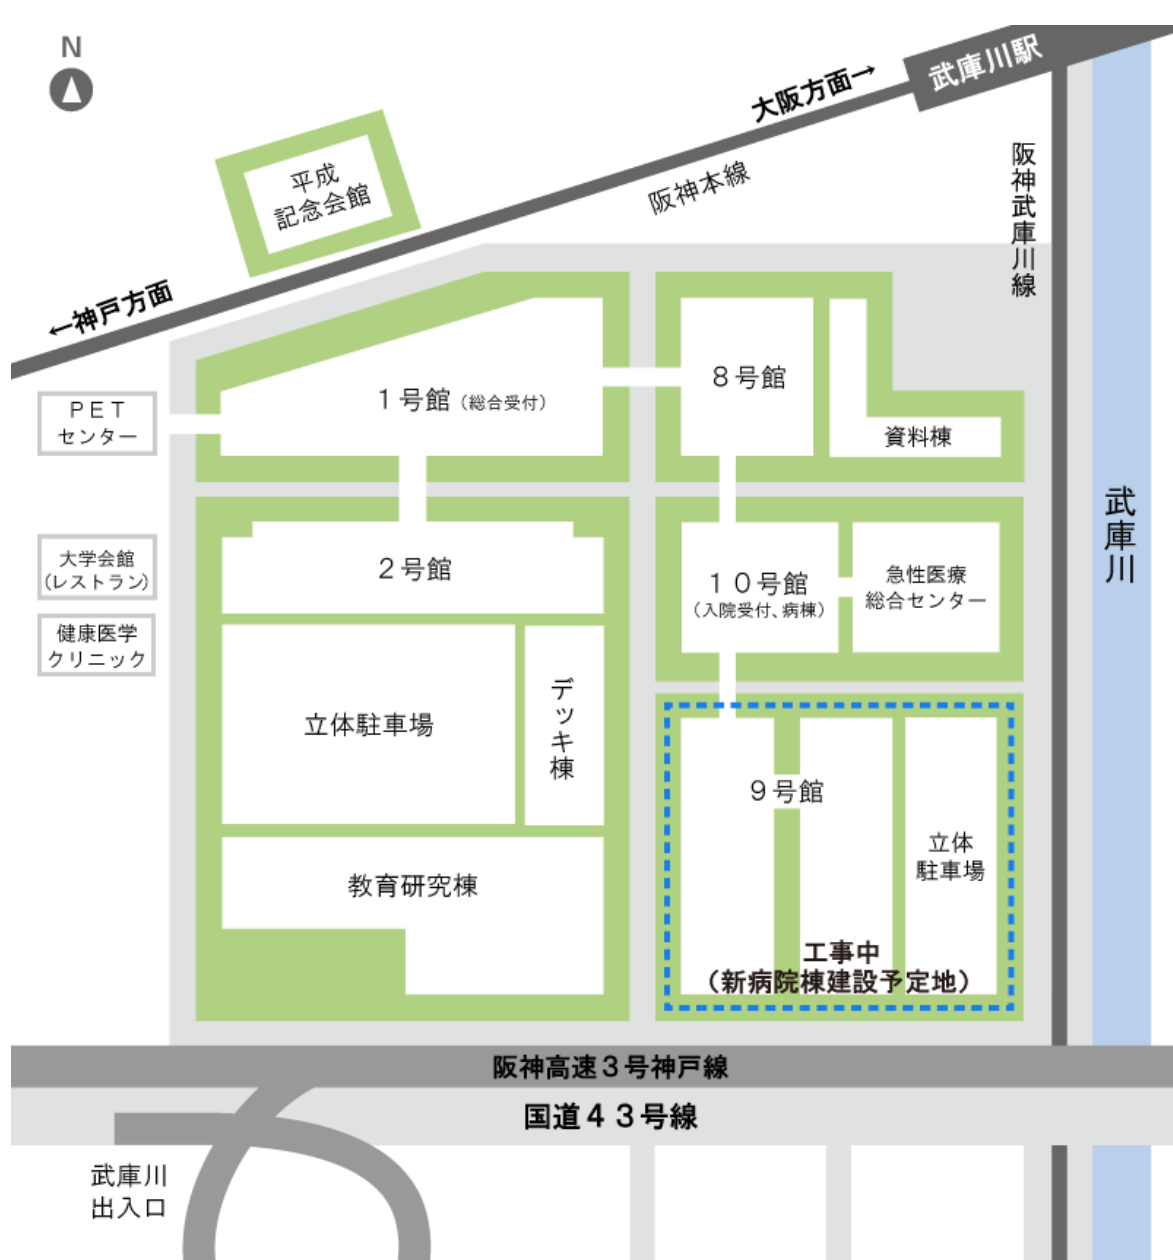 N
武庫川駅
大阪方面→
阪神本線
阪神武庫川線
平成
記念会館
←神戸方面
1号館(総合受付)
8号館
資料棟
PET
センター
武庫川
大学会館
(レストラン)
2号館
10号館
(入院受付、病棟)
急性医療
総合センター
健康医学
クリニック
立体駐車場
デッキ棟
9号館
立体
駐車場
教育研究棟
工事中
(新病院棟建設予定地)
阪神高速3号神戸線
国道43号線
武庫川
出入口